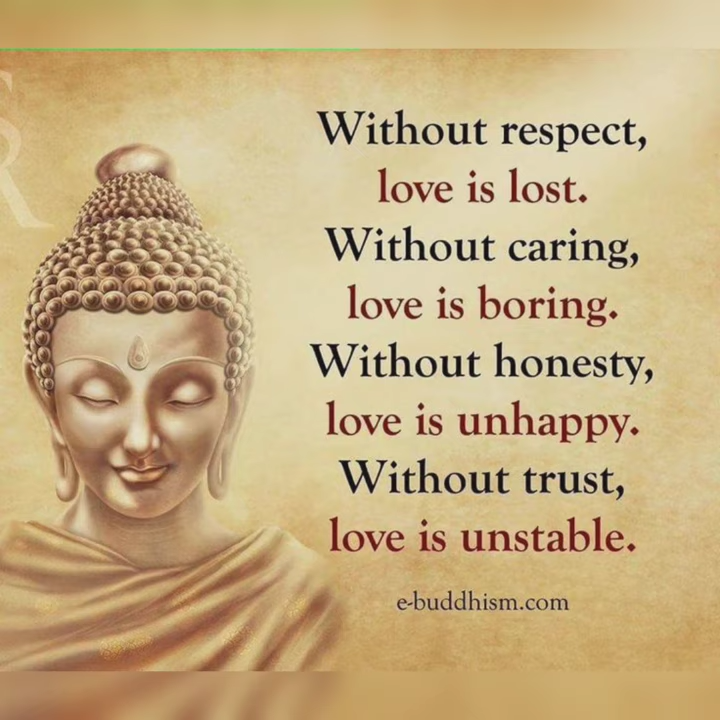 Without respect,
love is lost.
Without caring,
love is boring.
Without honesty,
love is unhappy.
Without trust,
love is unstable.
e-buddhism.com